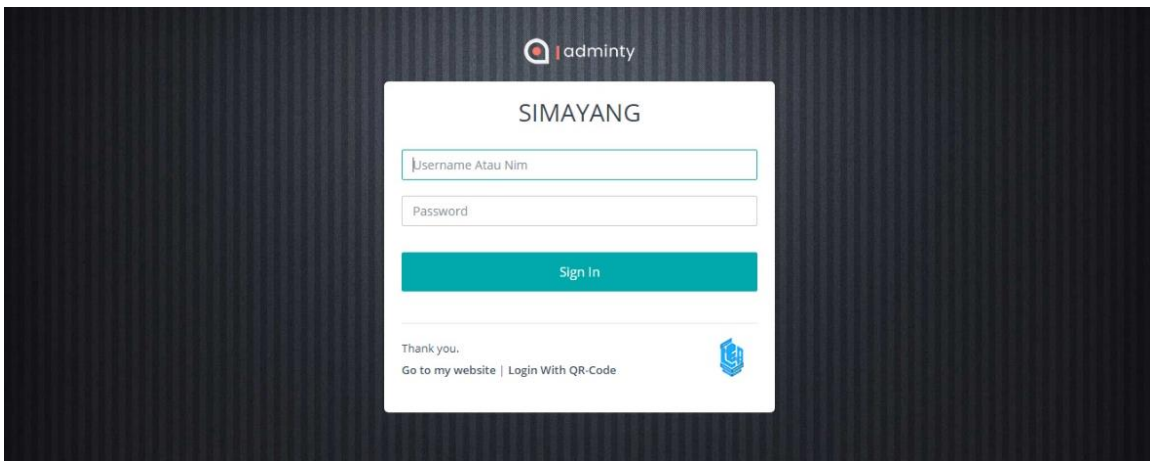 adminty
SIMAYANG
Username Atau Nim
Password
Sign In
Thank you.
Go to my website | Login With QR-Code